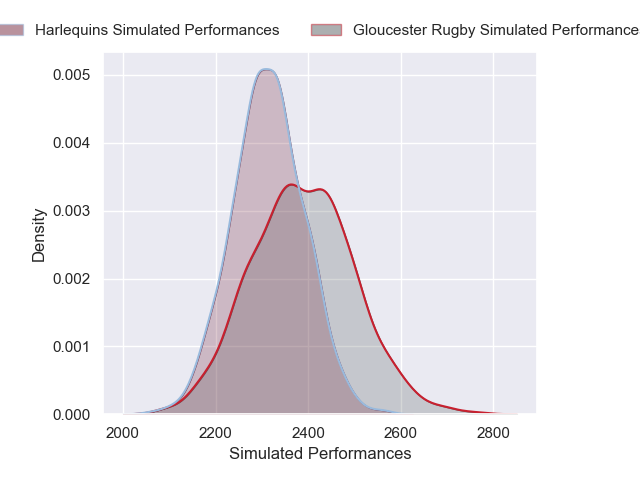 Harlequins Simulated Performances Gloucester Rugby Simulated Performance
0.005
0.004
0.003
0.002
0.001
0.000
Density
2000 2200 2400 2600 2800
Simulated Performances